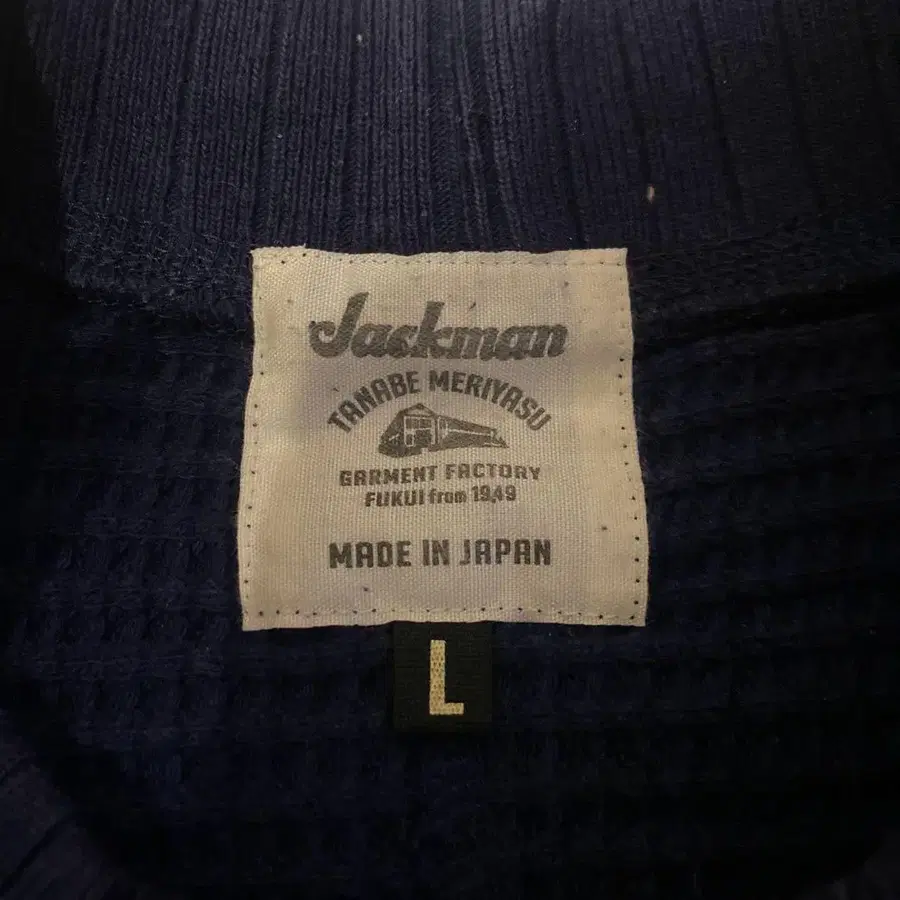 Jackman
TANABE MERIYASU
GARMENT FACTORY
FUKUI from 1949
MADE IN JAPAN
L